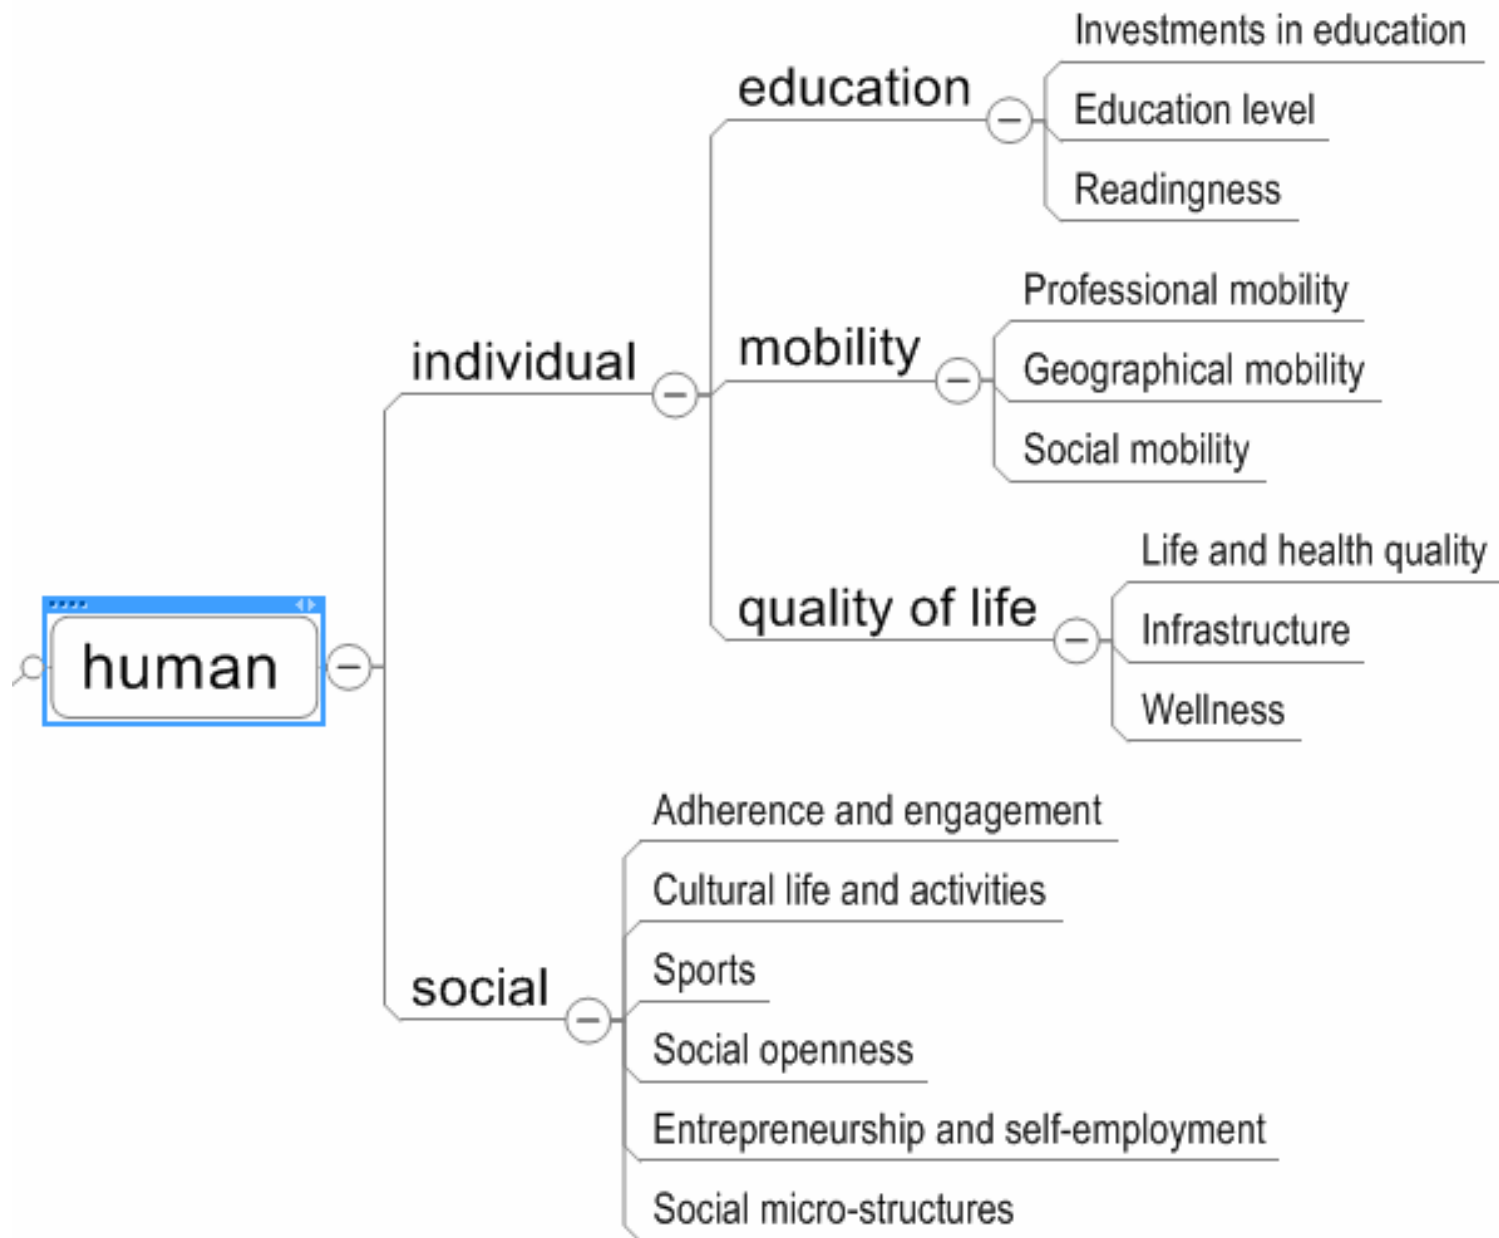 Investments in education
education
Education level
Readingness
Professional mobility
individual
mobility
Geographical mobility
Social mobility
Life and health quality
quality of life
Infrastructure
human
Wellness
Adherence and engagement
Cultural life and activities
social
Sports
Social openness
Entrepreneurship and self-employment
Social micro-structures